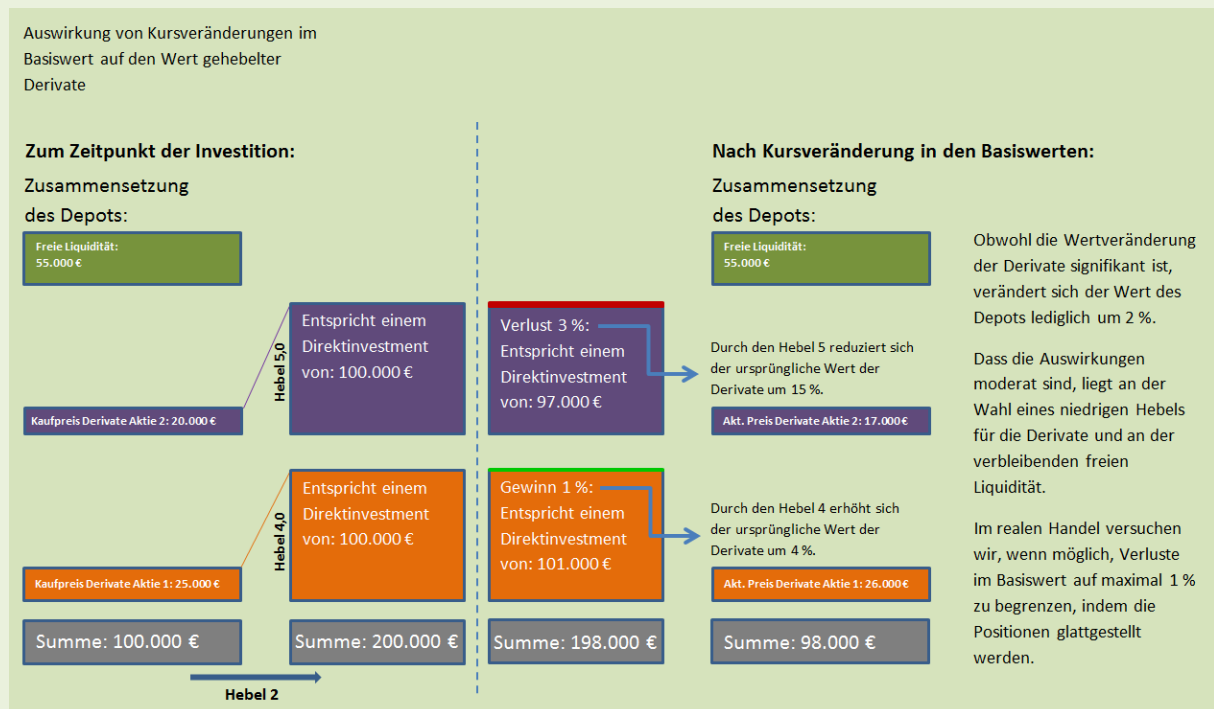 Auswirkung von Kursveränderungen im
Basiswert auf den Wert gehebelter
Derivate
Zum Zeitpunkt der Investition:
Zusammensetzung
des Depots:
Freie Liquidität:
55.000 €
Kaufpreis Derivate Aktie 2: 20.000 €
Hebel 5,0
Entspricht einem
Direktinvestment
von: 100.000 €
Kaufpreis Derivate Aktie 1: 25.000 €
Hebel 4,0
Entspricht einem
Direktinvestment
von: 100.000 €
Summe: 100.000 €
Summe: 200.000 €
Hebel 2
Verlust 3 %:
Entspricht einem
Direktinvestment
von: 97.000 €
Gewinn 1 %:
Entspricht einem
Direktinvestment
von: 101.000 €
Summe: 198.000 €
Nach Kursveränderung in den Basiswerten:
Zusammensetzung
des Depots:
Freie Liquidität:
55.000 €
Durch den Hebel 5 reduziert sich
der ursprüngliche Wert der
Derivate um 15 %.
Akt. Preis Derivate Aktie 2: 17.000 €
Durch den Hebel 4 erhöht sich
der ursprüngliche Wert der
Derivate um 4 %.
Akt. Preis Derivate Aktie 1: 26.000 €
Summe: 98.000 €
Obwohl die Wertveränderung
der Derivate signifikant ist,
verändert sich der Wert des
Depots lediglich um 2 %.
Dass die Auswirkungen
moderat sind, liegt an der
Wahl eines niedrigen Hebels
für die Derivate und an der
verbleibenden freien
Liquidität.
Im realen Handel versuchen
wir, wenn möglich, Verluste
im Basiswert auf maximal 1 %
zu begrenzen, indem die
Positionen glattgestellt
werden.